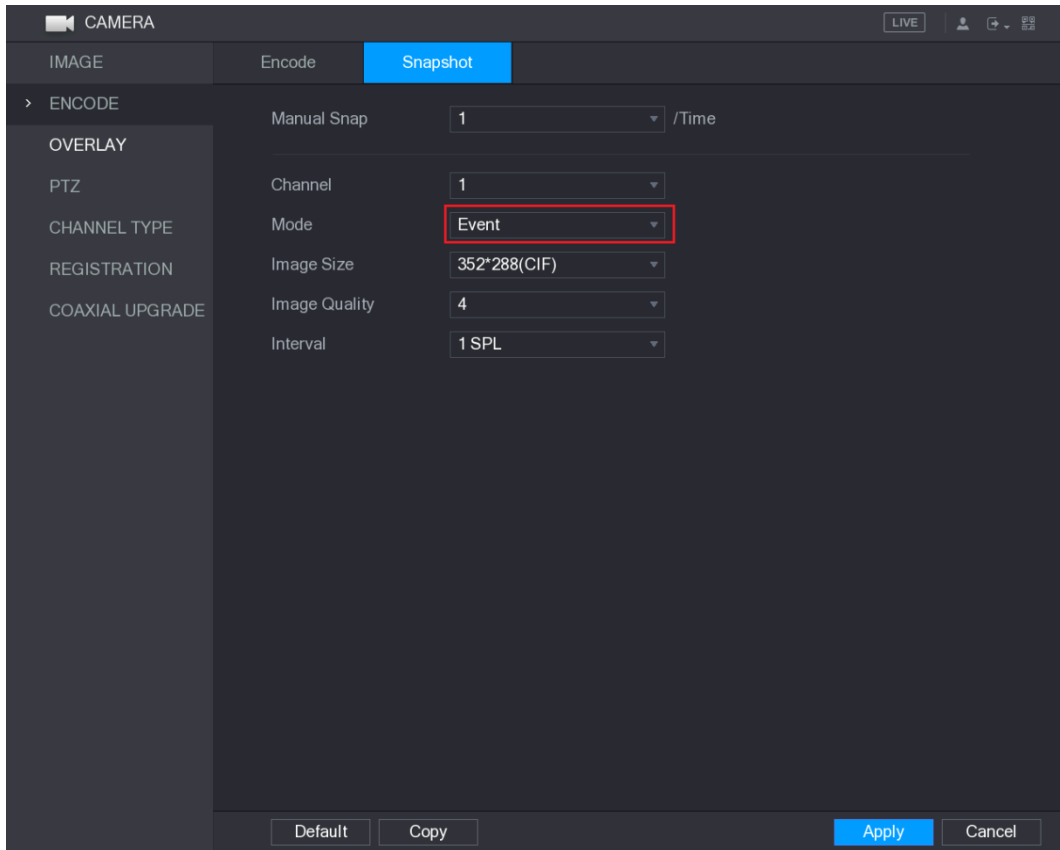 CAMERA
LIVE
IMAGE
ENCODE
OVERLAY
PTZ
CHANNEL TYPE
REGISTRATION
COAXIAL UPGRADE
Encode Snapshot
Manual Snap 1 /Time
Channel 1
Mode Event
Image Size 352*288(CIF)
Image Quality 4
Interval 1 SPL
Default Copy Apply Cancel